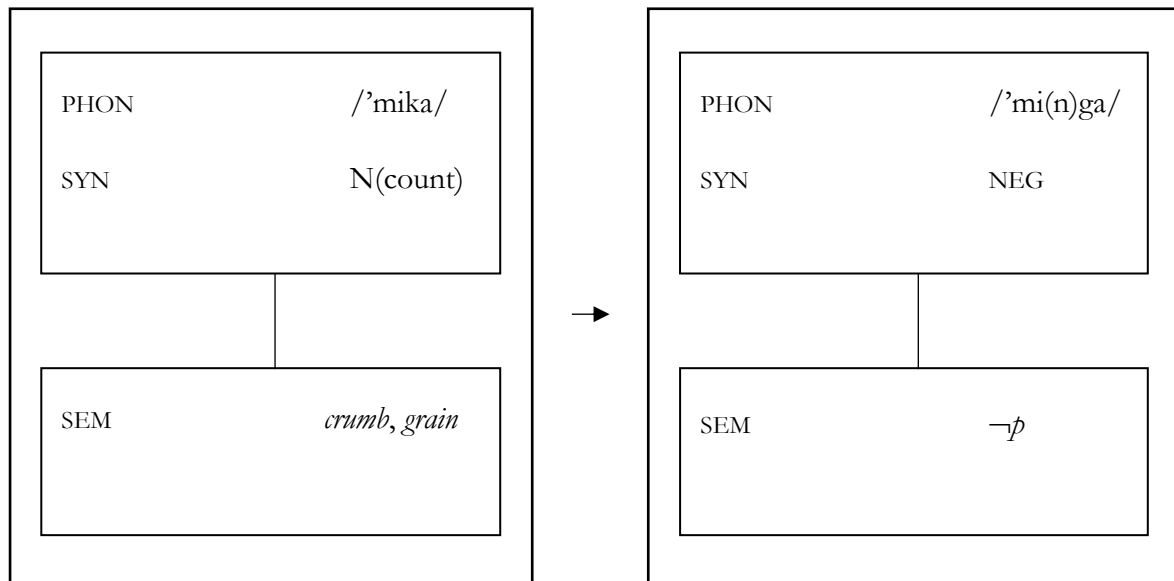 PHON /’mika/
SYN N(count)
SEM crumb, grain
→
PHON /’mi(n)ga/
SYN NEG
SEM ¬p